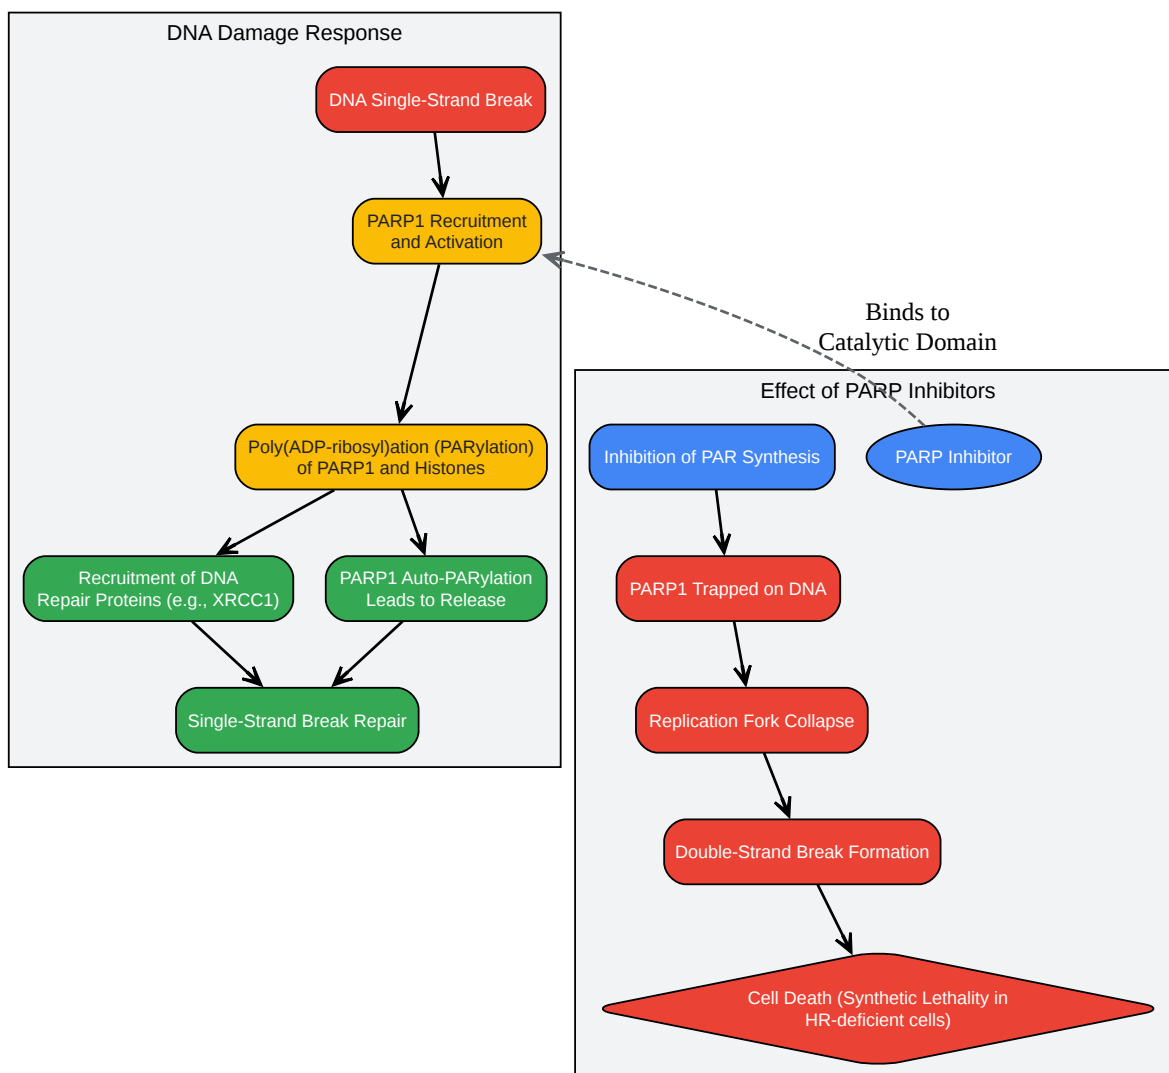 DNA Damage Response
DNA Single-Strand Break
PARP1 Recruitment
and Activation
Poly(ADP-ribosyl)ation (PARylation)
of PARP1 and Histones
Recruitment of DNA
Repair Proteins (e.g., XRCC1)
PARP1 Auto-PARylation
Leads to Release
Single-Strand Break Repair
Binds to
Catalytic Domain
Effect of PARP Inhibitors
Inhibition of PAR Synthesis
PARP Inhibitor
PARP1 Trapped on DNA
Replication Fork Collapse
Double-Strand Break Formation
Cell Death (Synthetic Lethality in
HR-deficient cells)